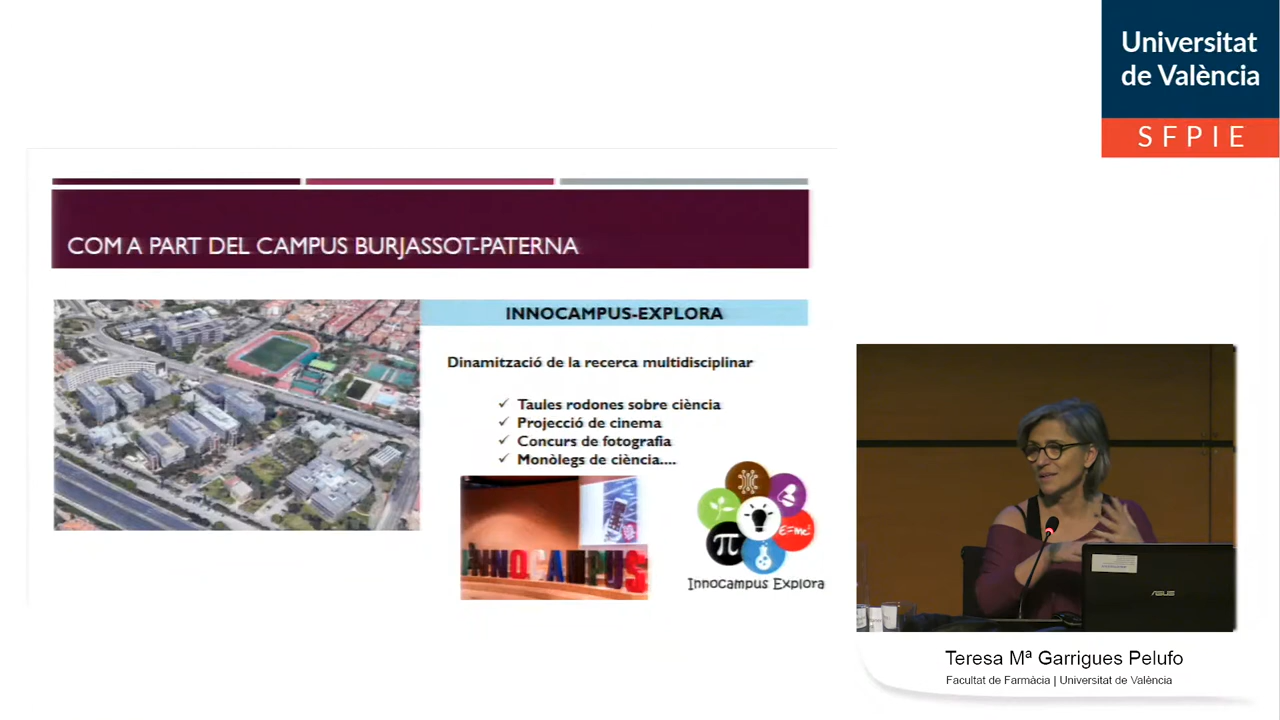 Universitat
de València
SFPIE
COM A PART DEL CAMPUS BURJASSOT-PATERNA
INNOCAMPUS-EXPLORA
Dinamització de la recerca multidisciplinar
✓ Taules rodones sobre ciència
✓ Projecció de cinema
✓ Concurs de fotografia
✓ Monòlegs de ciència....
INNOCAMPUS
π
E=mc²
Innocampus Explora
ASUS
Teresa Mª Garrigues Pelufo
Facultat de Farmàcia | Universitat de València